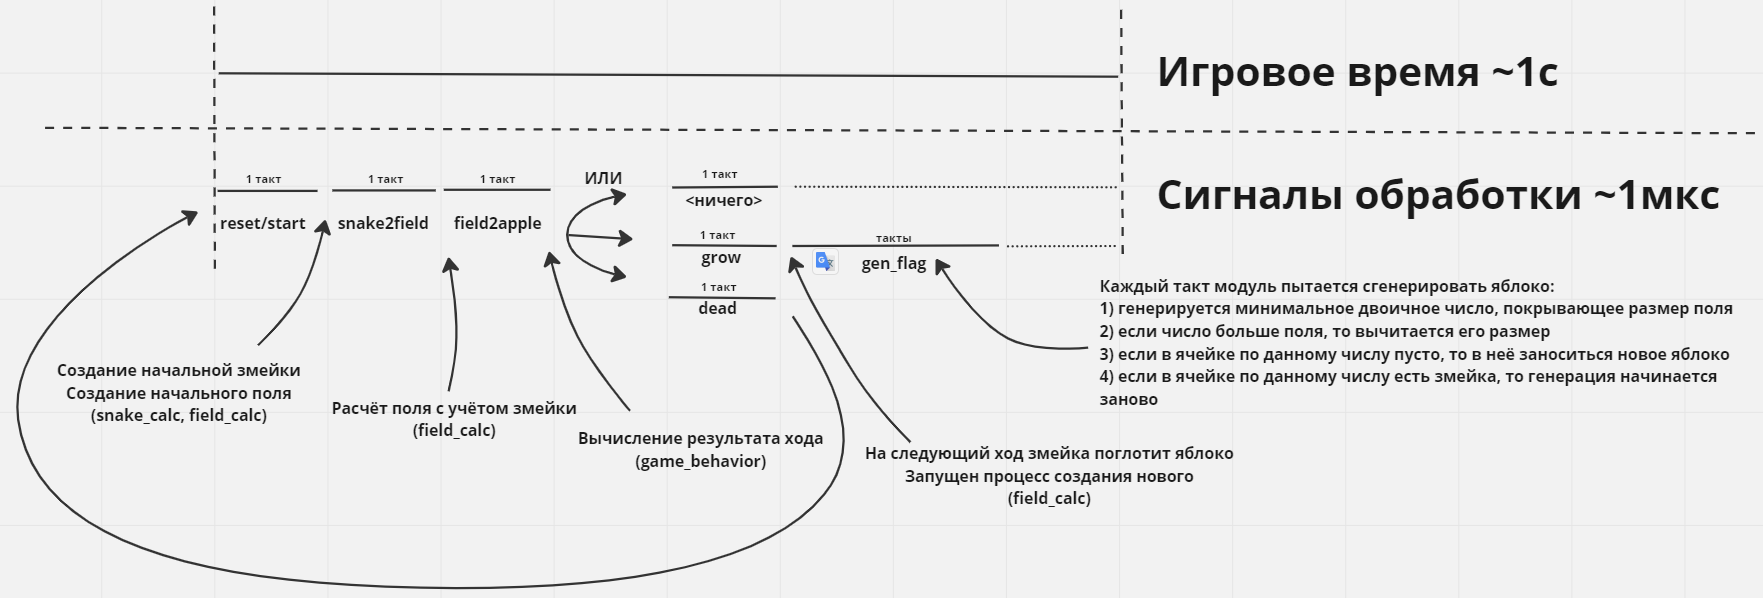 Игровое время ~1с
Сигналы обработки ~1мкс
1 такт
1 такт
1 такт
ИЛИ
1 такт
reset/start
snake2field
field2apple
<ничего>
1 такт
такты
grow
gen_flag
1 такт
dead
Каждый такт модуль пытается сгенерировать яблоко:
1) генерируется минимальное двоичное число, покрывающее размер поля
2) если число больше поля, то вычитается его размер
3) если в ячейке по данному числу пусто, то в неё заноситься новое яблоко
4) если в ячейке по данному числу есть змейка, то генерация начинается
заново
Создание начальной змейки
Создание начального поля
(snake_calc, field_calc)
Расчёт поля с учётом змейки
(field_calc)
Вычисление результата хода
(game_behavior)
На следующий ход змейка поглотит яблоко
Запущен процесс создания нового
(field_calc)